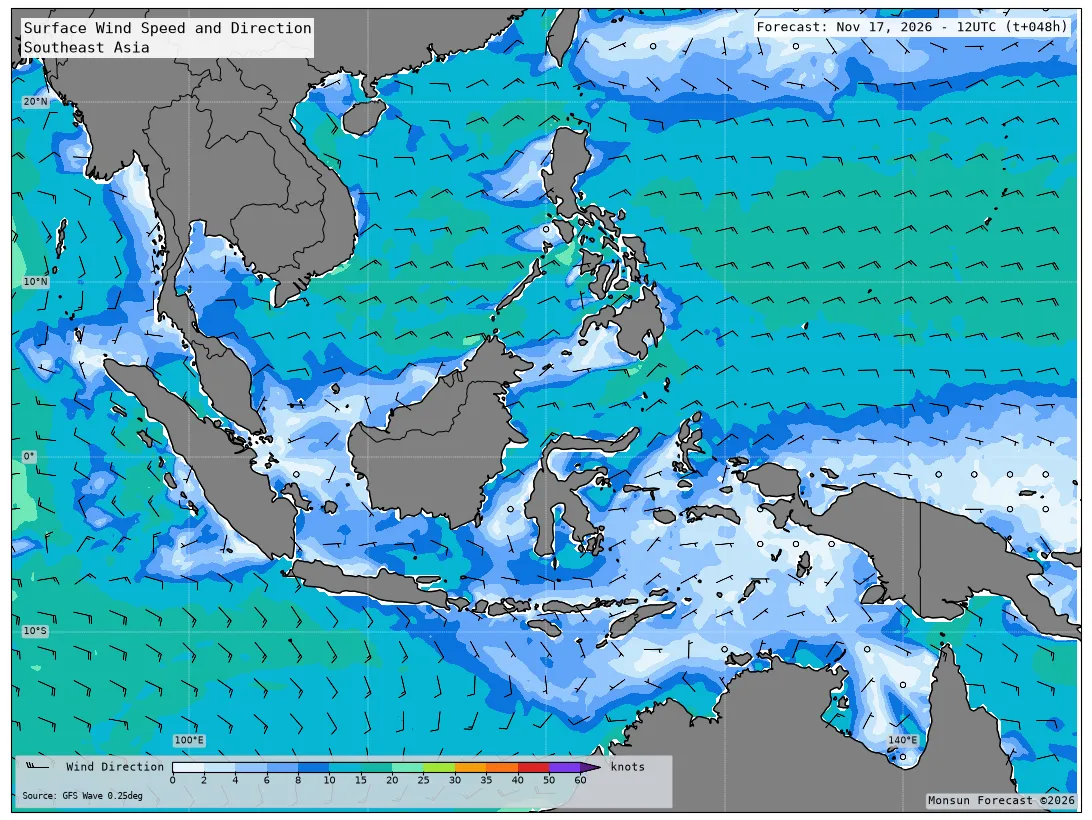 Surface Wind Speed and Direction
Southeast Asia
Forecast: Nov 17, 2026 - 12UTC (t+048h)
20°N
10°N
0°
10°S
100°E
140°E
Wind Direction
0 2 4 6 8 10 15 20 25 30 35 40 50 60
knots
Source: GFS Wave 0.25deg
Monsun Forecast ©2026